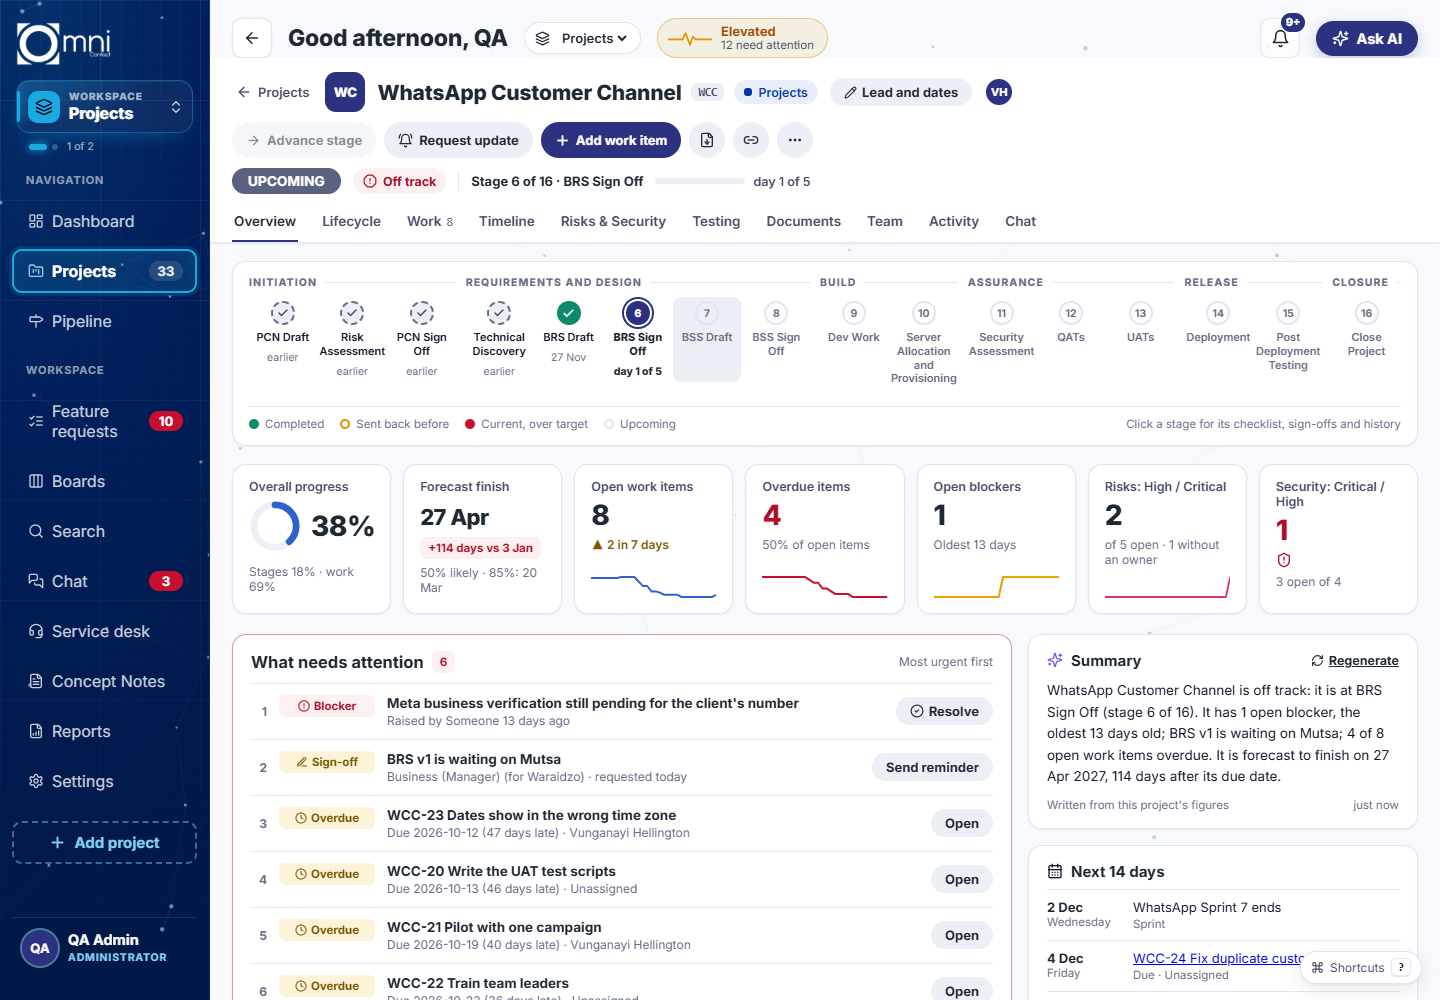 Omni
Contact
WORKSPACE
Projects
1 of 2
NAVIGATION
Dashboard
Projects 33
Pipeline
WORKSPACE
Feature requests 10
Boards
Search
Chat 3
Service desk
Concept Notes
Reports
Settings
+ Add project
QA
QA Admin
ADMINISTRATOR
Good afternoon, QA
Projects
Elevated
12 need attention
9+
Ask AI
Projects
WC
WhatsApp Customer Channel
WCC
Projects
Lead and dates
VH
Advance stage
Request update
+ Add work item
UPCOMING
Off track
Stage 6 of 16 · BRS Sign Off
day 1 of 5
Overview
Lifecycle
Work 8
Timeline
Risks & Security
Testing
Documents
Team
Activity
Chat
INITIATION
REQUIREMENTS AND DESIGN
BUILD
ASSURANCE
RELEASE
CLOSURE
PCN Draft
earlier
Risk Assessment
earlier
PCN Sign Off
earlier
Technical Discovery
earlier
BRS Draft
27 Nov
6
BRS Sign Off
day 1 of 5
7
BSS Draft
8
BSS Sign Off
9
Dev Work
10
Server Allocation and Provisioning
11
Security Assessment
12
QATs
13
UATs
14
Deployment
15
Post Deployment Testing
16
Close Project
Completed
Sent back before
Current, over target
Upcoming
Click a stage for its checklist, sign-offs and history
Overall progress
38%
Stages 18% · work 69%
Forecast finish
27 Apr
+114 days vs 3 Jan
50% likely · 85%: 20 Mar
Open work items
8
▲ 2 in 7 days
Overdue items
4
50% of open items
Open blockers
1
Oldest 13 days
Risks: High / Critical
2
of 5 open · 1 without an owner
Security: Critical / High
1
3 open of 4
What needs attention 6
Most urgent first
1
Blocker
Meta business verification still pending for the client's number
Raised by Someone 13 days ago
Resolve
2
Sign-off
BRS v1 is waiting on Mutsa
Business (Manager) (for Waraidzo) · requested today
Send reminder
3
Overdue
WCC-23 Dates show in the wrong time zone
Due 2026-10-12 (47 days late) · Vunganayi Hellington
Open
4
Overdue
WCC-20 Write the UAT test scripts
Due 2026-10-13 (46 days late) · Unassigned
Open
5
Overdue
WCC-21 Pilot with one campaign
Due 2026-10-19 (40 days late) · Vunganayi Hellington
Open
6
Overdue
WCC-22 Train team leaders
Open
Summary
Regenerate
WhatsApp Customer Channel is off track: it is at BRS
Sign Off (stage 6 of 16). It has 1 open blocker, the
oldest 13 days old; BRS v1 is waiting on Mutsa; 4 of 8
open work items overdue. It is forecast to finish on 27
Apr 2027, 114 days after its due date.
Written from this project's figures
just now
Next 14 days
2 Dec
Wednesday
WhatsApp Sprint 7 ends
Sprint
4 Dec
Friday
WCC-24 Fix duplicate custo
Due · Unassigned
Shortcuts ?